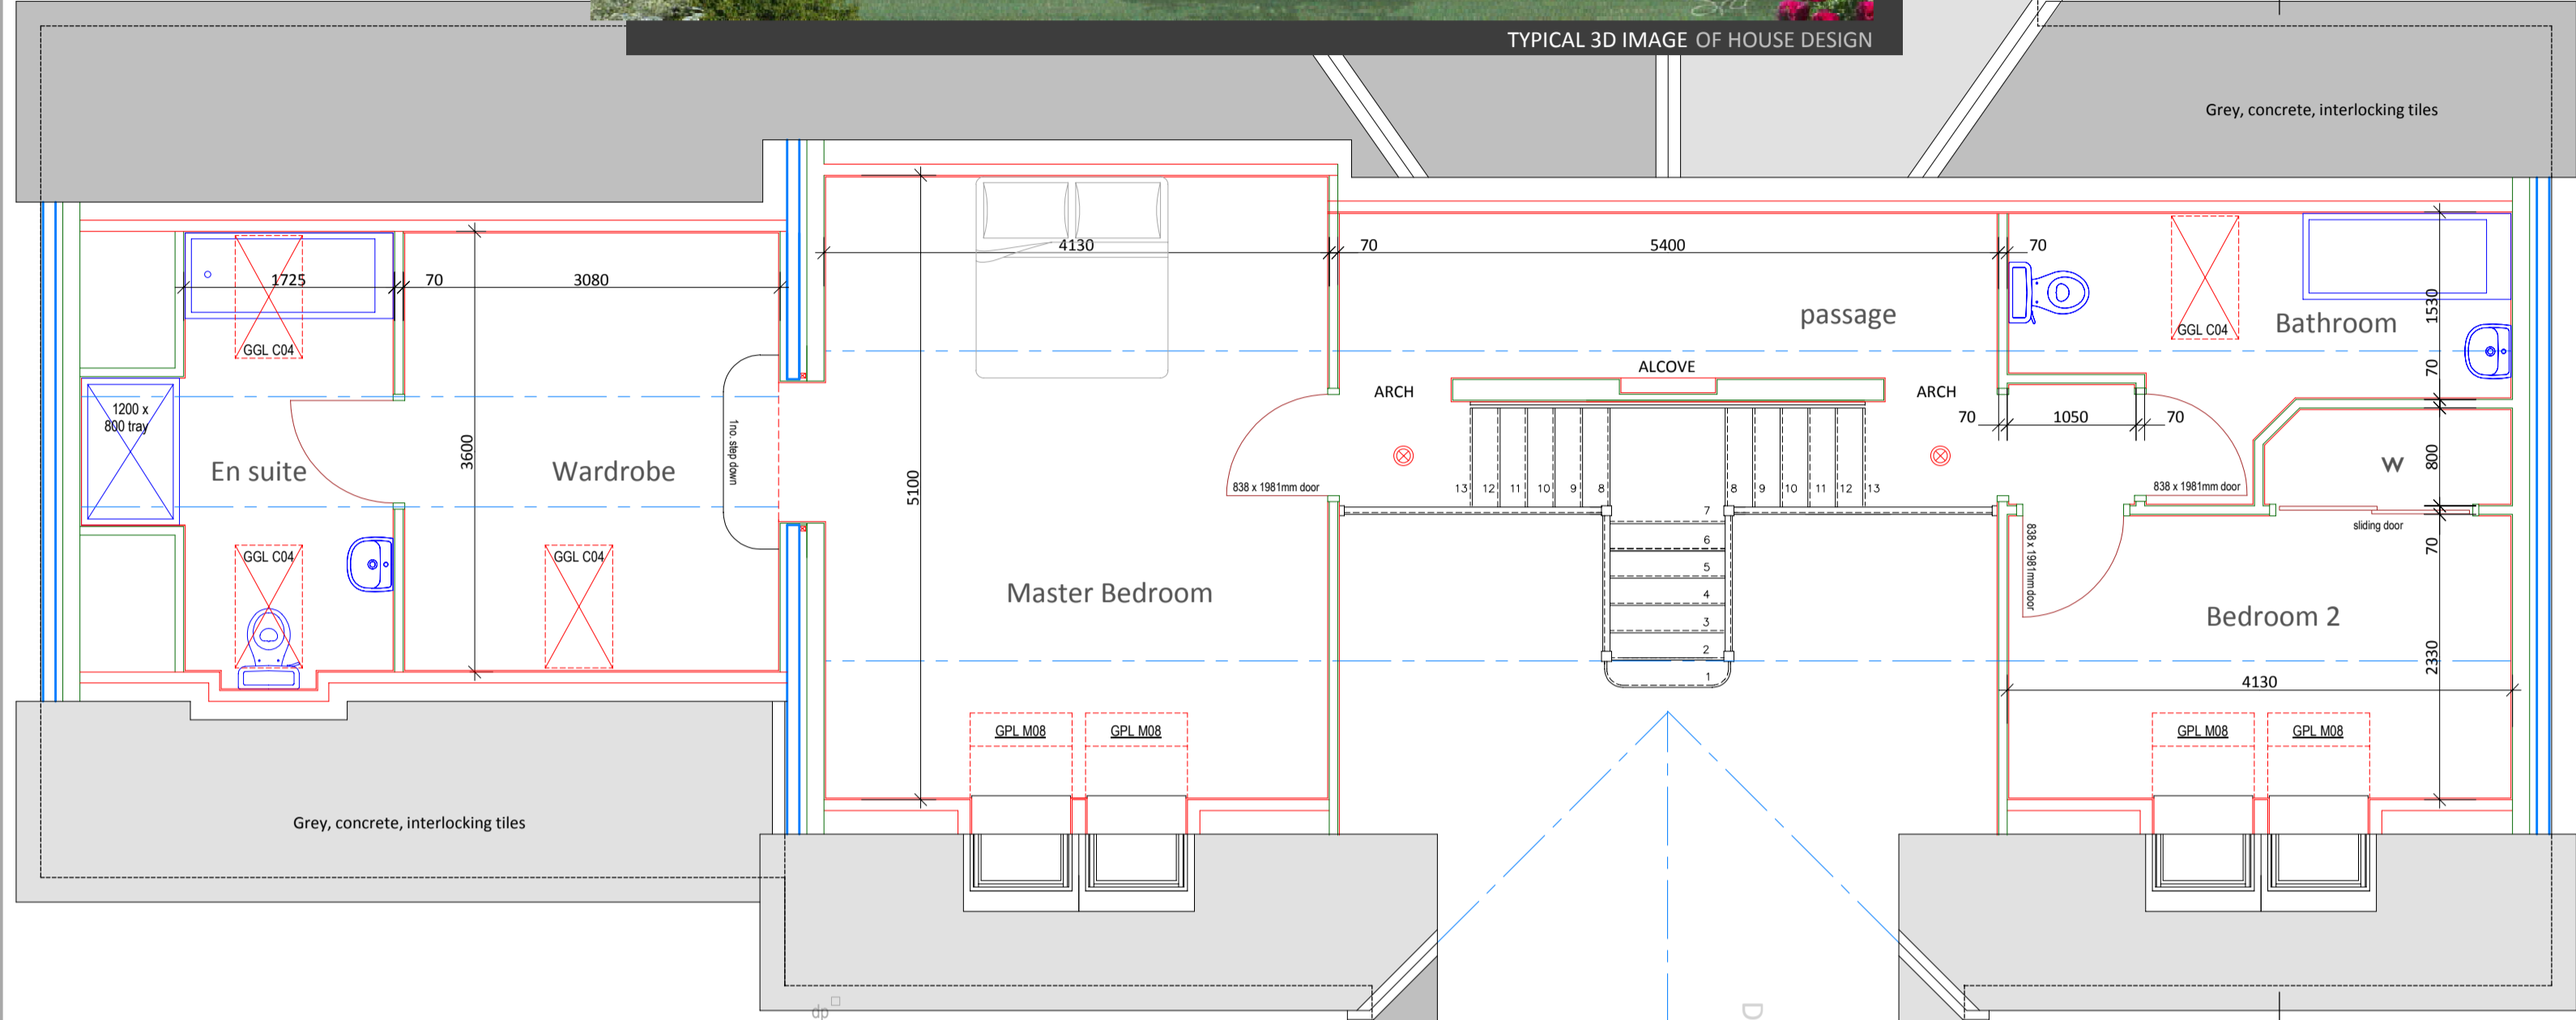 TYPICAL 3D IMAGE OF HOUSE DESIGN
Grey, concrete, interlocking tiles
4130
70
5400
70
1725
70
3080
GGL C04
1200 x
800 tray
En suite
Wardrobe
3600
1no. step down
GGL C04
GGL C04
5100
Master Bedroom
838 x 1981mm door
GPL M08
GPL M08
passage
ALCOVE
ARCH
ARCH
13 12 11 10 9 8
8 9 10 11 12 13
7
6
5
4
3
2
1
GGL C04
Bathroom
1530
70
70
1050
70
838 x 1981mm door
W
800
sliding door
838 x 1981mm door
70
Bedroom 2
2330
4130
GPL M08
GPL M08
Grey, concrete, interlocking tiles
dp
D